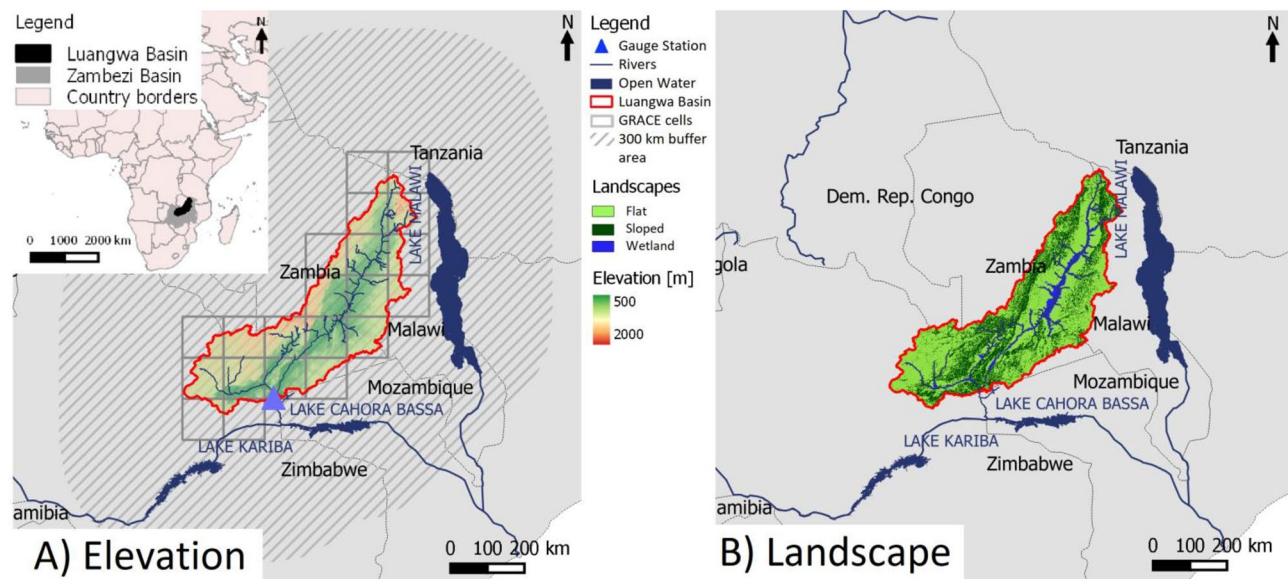 Legend
Luangwa Basin
Zambezi Basin
Country borders
N
0 1000 2000 km
N
Tanzania
LAKE MALAWI
Zambia
Malawi
Mozambique
LAKE CAHORA BASSA
LAKE KARIBA
Zimbabwe
amibia
A) Elevation
0 100 200 km
Legend
Gauge Station
Rivers
Open Water
Luangwa Basin
GRACE cells
300 km buffer
area
Landscapes
Flat
Sloped
Wetland
Elevation [m]
500
2000
N
Tanzania
LAKE MALAWI
Dem. Rep. Congo
gola
Zambia
Malawi
Mozambique
LAKE CAHORA BASSA
LAKE KARIBA
Zimbabwe
amibia
B) Landscape
0 100 200 km